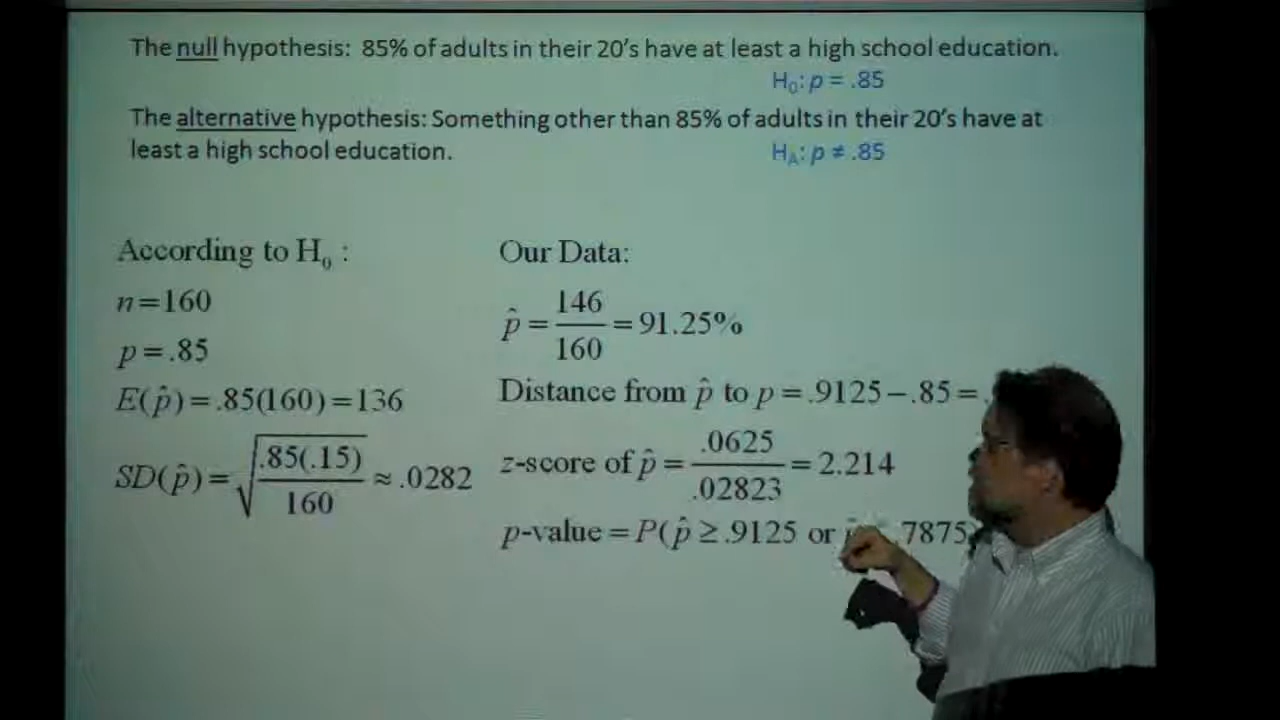 The null hypothesis: 85% of adults in their 20's have at least a high school education.
H₀: p = .85
The alternative hypothesis: Something other than 85% of adults in their 20's have at
least a high school education.
H_A: p ≠ .85
According to H₀ :
n=160
p=.85
E(p̂)=.85(160)=136
SD(p̂)=√(.85(.15)/160)≈.0282
Our Data:
p̂=146/160=91.25%
Distance from p̂ to p=.9125−.85=
z-score of p̂=.0625/.02823=2.214
p-value=P(p̂≥.9125 or .7875